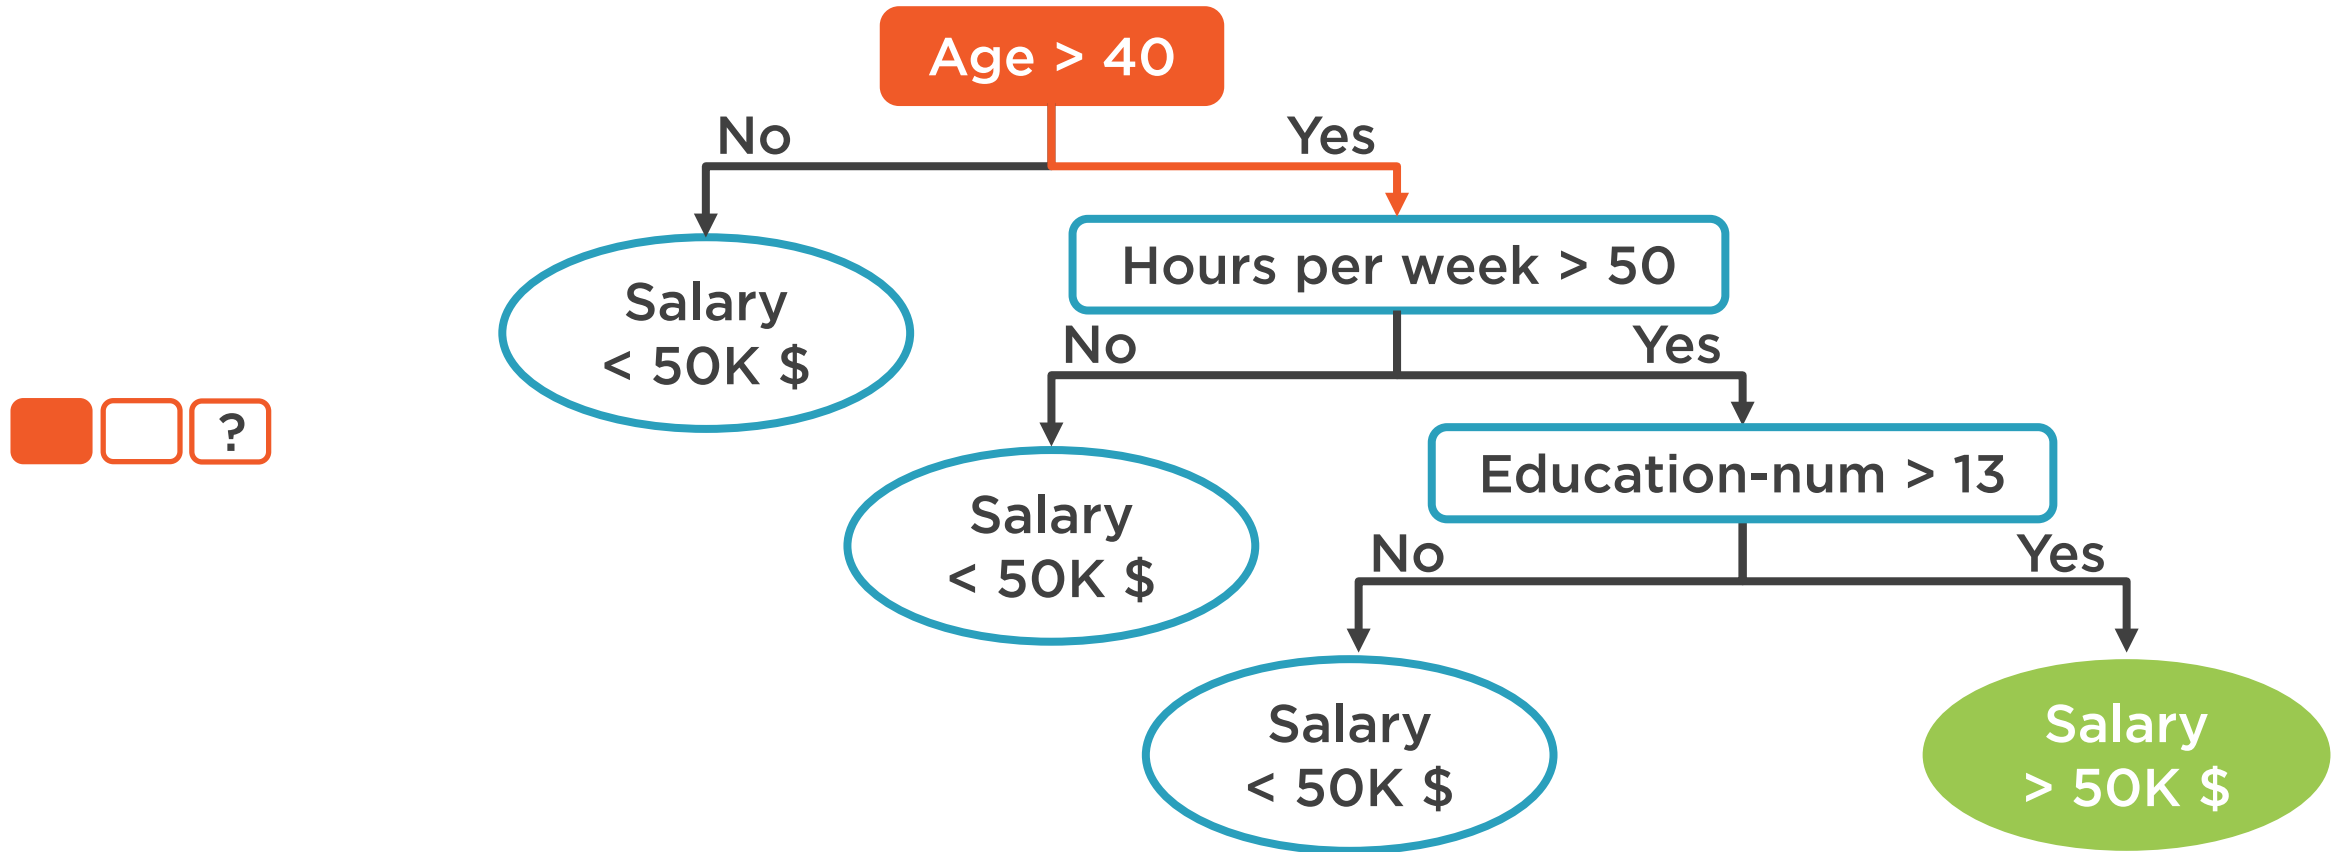 Age > 40
No
Yes
Hours per week > 50
Salary
< 50K $
No
Yes
?
Education-num > 13
Salary
< 50K $
No
Yes
Salary
< 50K $
Salary
> 50K $